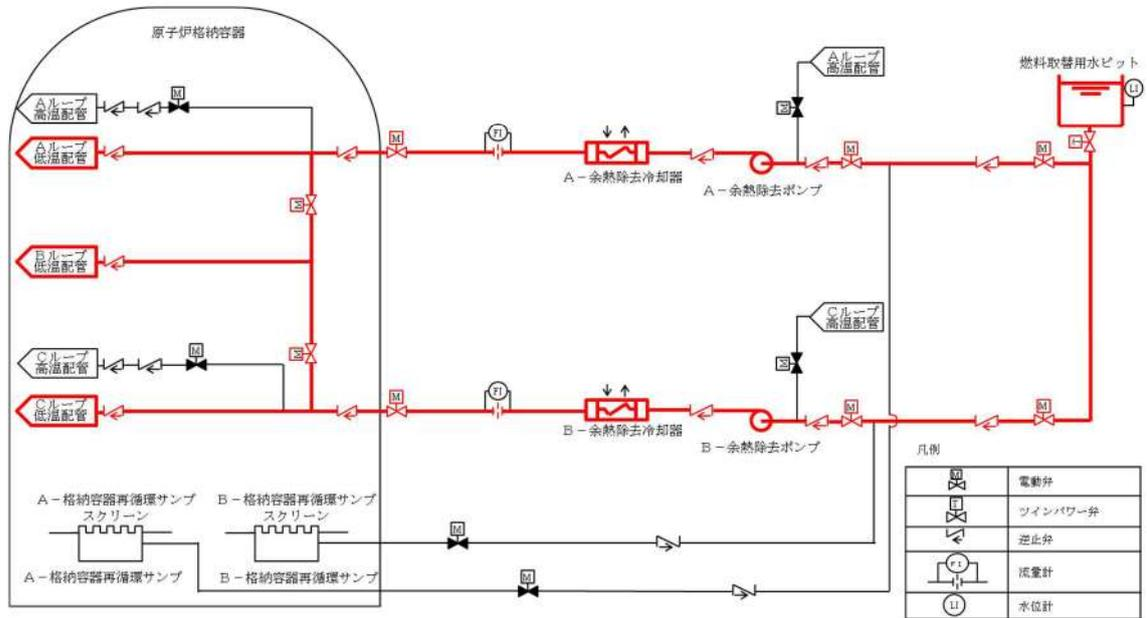 原子炉格納容器
Aループ
高温配管
燃料取替用水ピット
LI
Aループ
高温配管
M
M
T
Aループ
低温配管
M
FI
M
M
A-余熱除去冷却器
A-余熱除去ポンプ
M
Bループ
低温配管
Cループ
高温配管
Cループ
高温配管
M
M
M
Cループ
低温配管
M
FI
M
M
B-余熱除去冷却器
B-余熱除去ポンプ
凡例
M
電動弁
T
ツインパワー弁
逆止弁
FI
流量計
LI
水位計
A-格納容器再循環サンプ
スクリーン
B-格納容器再循環サンプ
スクリーン
M
A-格納容器再循環サンプ
B-格納容器再循環サンプ
M